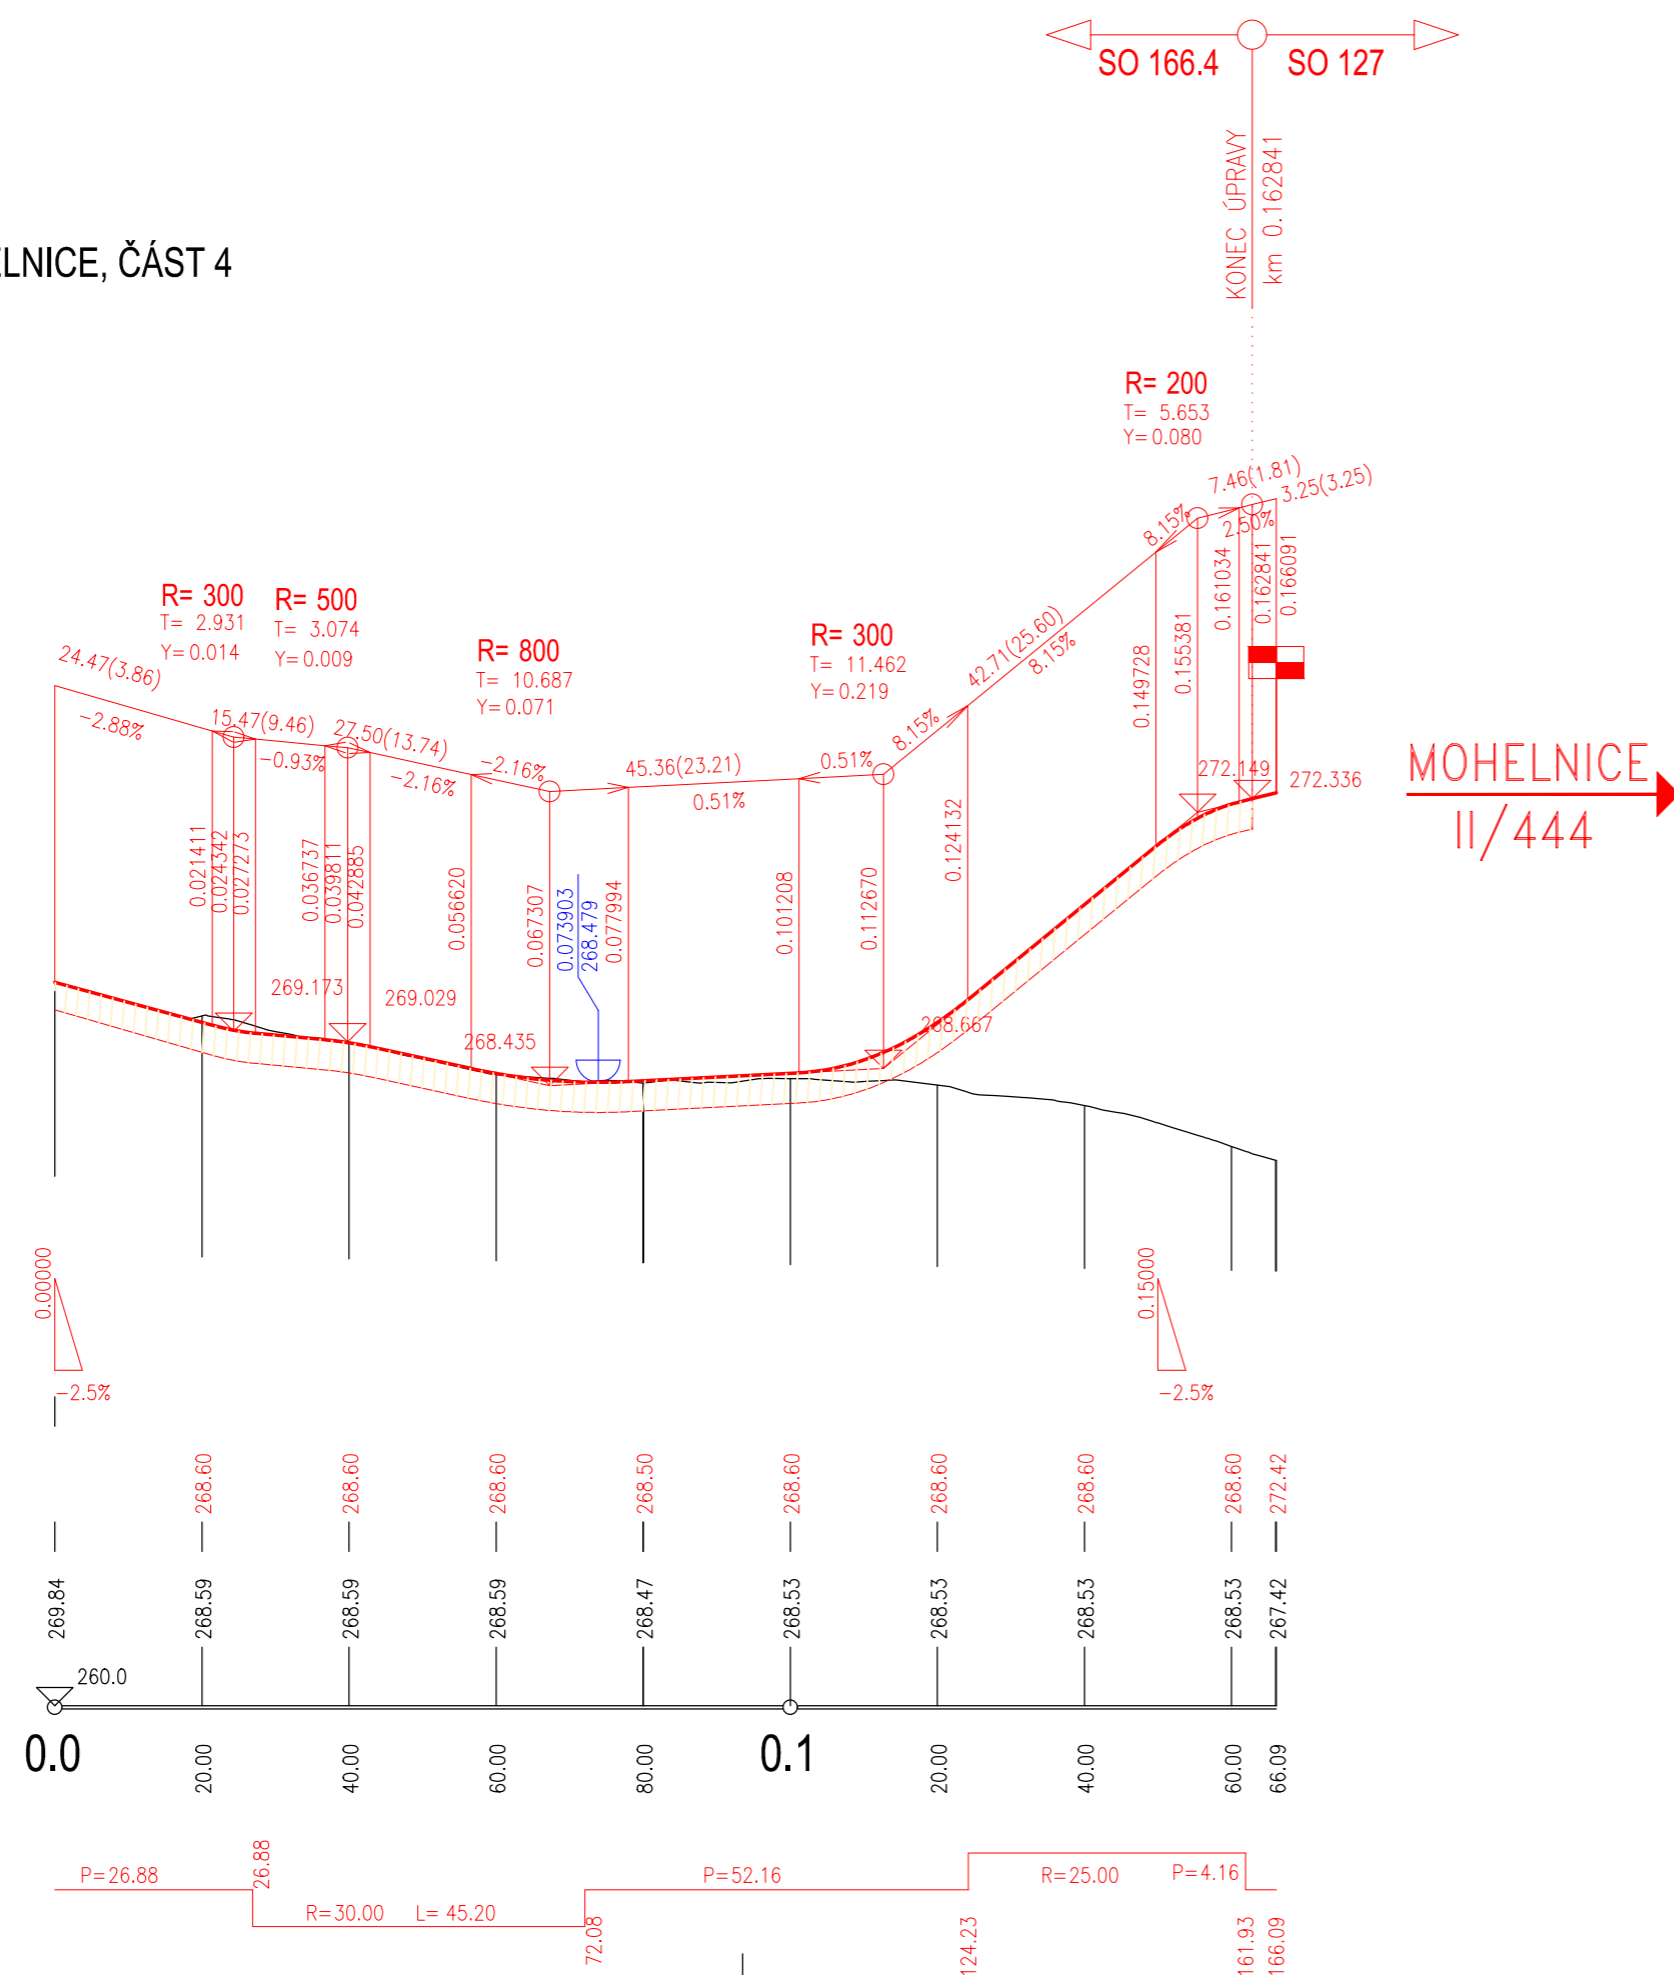 SO 166.4
SO 127
KONEC ÚPRAVY
km 0.162841
ELNICE, ČÁST 4
R= 200
T= 5.653
Y=0.080
7.46(1.81)
3.25(3.25)
8.15%
2.50%
R= 300
T= 2.931
Y=0.014
R= 500
T= 3.074
Y=0.009
R= 800
T= 10.687
Y=0.071
R= 300
T= 11.462
Y=0.219
24.47(3.86)
-2.88%
15.47(9.46)
-0.93%
27.50(13.74)
-2.16%
-2.16%
45.36(23.21)
0.51%
0.51%
8.15%
42.71(25.60)
8.15%
0.021411
0.024342
0.027273
0.036737
0.039811
0.042885
0.056620
0.067307
0.073903
268.479
0.077994
0.101208
0.112670
0.124132
0.149728
0.155381
0.161034
0.162841
0.166091
269.173
269.029
268.435
268.667
272.149
272.336
MOHELNICE
II/444
0.00000
-2.5%
0.15000
-2.5%
268.60
268.60
268.60
268.50
268.60
268.60
268.60
268.60
272.42
269.84
268.59
268.59
268.59
268.47
268.53
268.53
268.53
268.53
267.42
260.0
0.0
20.00
40.00
60.00
80.00
0.1
20.00
40.00
60.00
66.09
P=26.88
26.88
R=30.00
L= 45.20
72.08
P=52.16
124.23
R=25.00
P=4.16
161.93
166.09